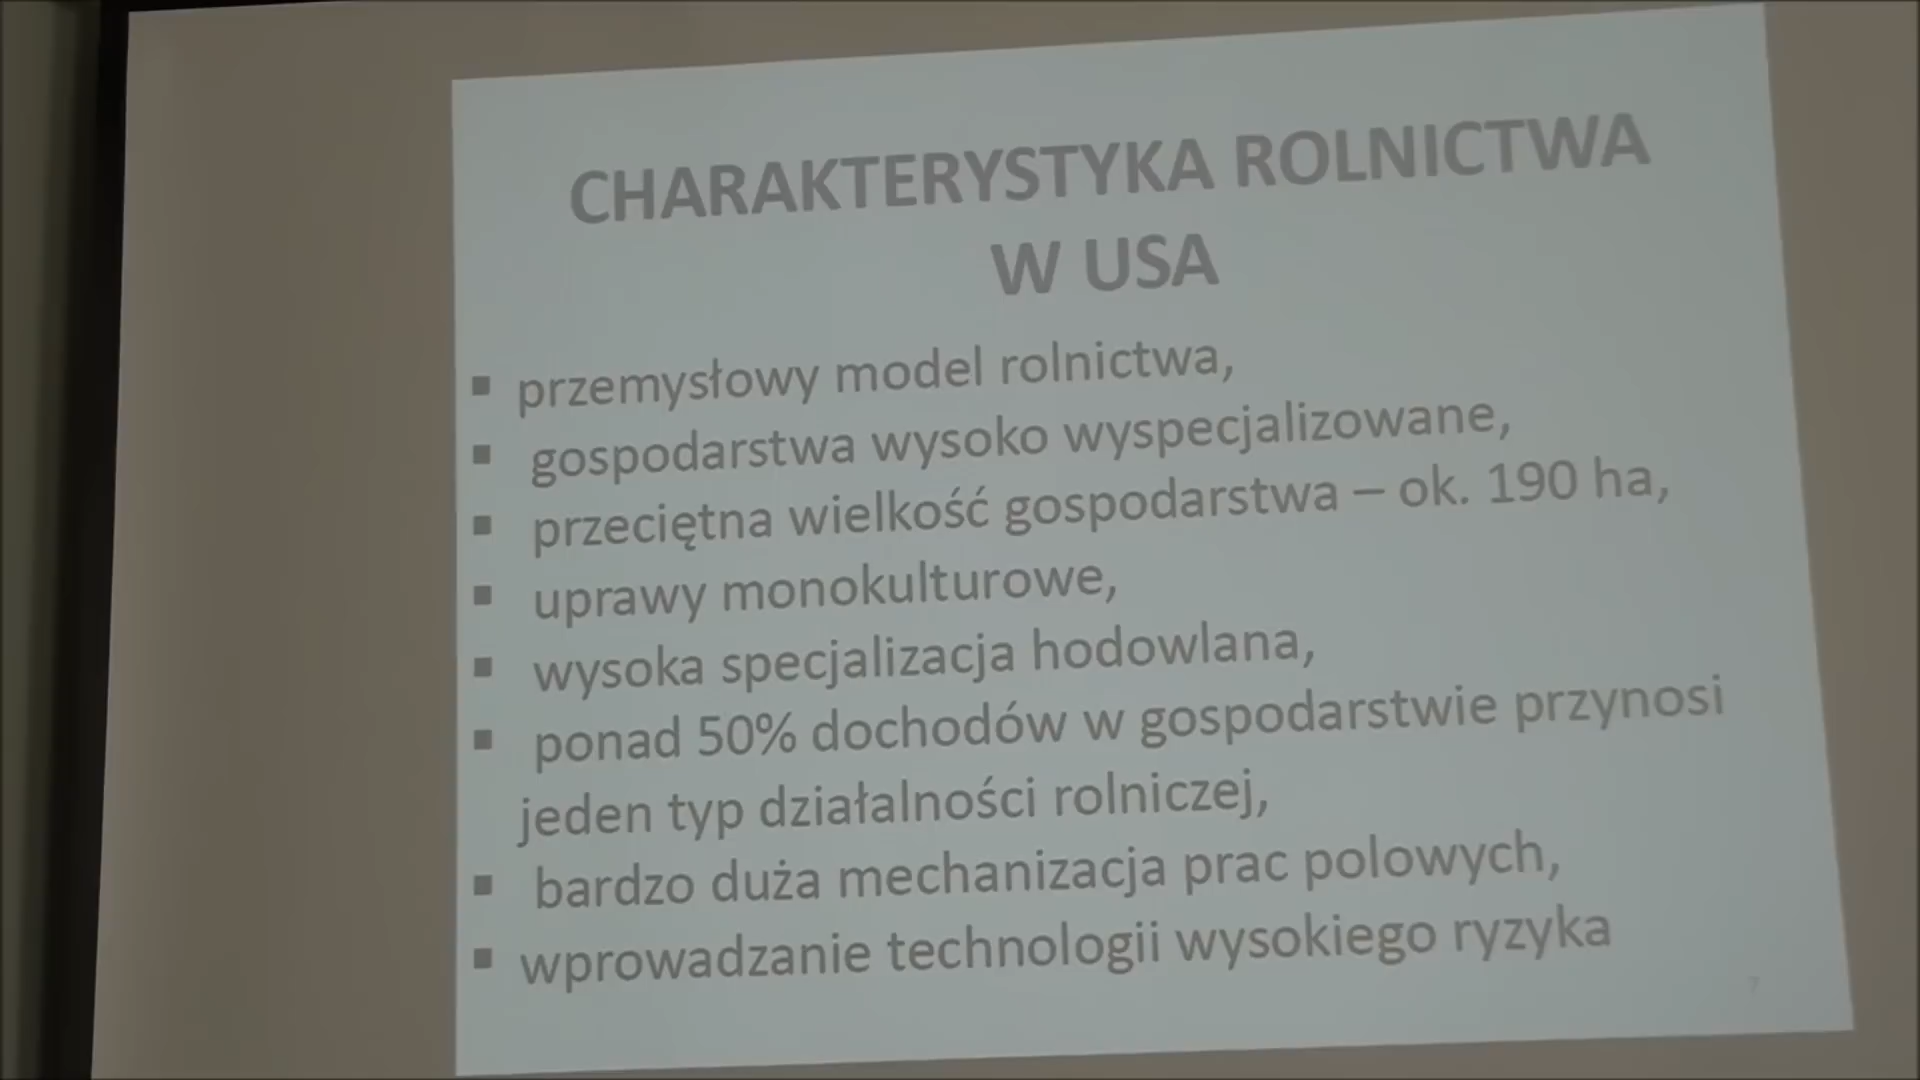 CHARAKTERYSTYKA ROLNICTWA
W USA
▪ przemysłowy model rolnictwa,
▪ gospodarstwa wysoko wyspecjalizowane,
▪ przeciętna wielkość gospodarstwa – ok. 190 ha,
▪ uprawy monokulturowe,
▪ wysoka specjalizacja hodowlana,
▪ ponad 50% dochodów w gospodarstwie przynosi
jeden typ działalności rolniczej,
▪ bardzo duża mechanizacja prac polowych,
▪ wprowadzanie technologii wysokiego ryzyka
7